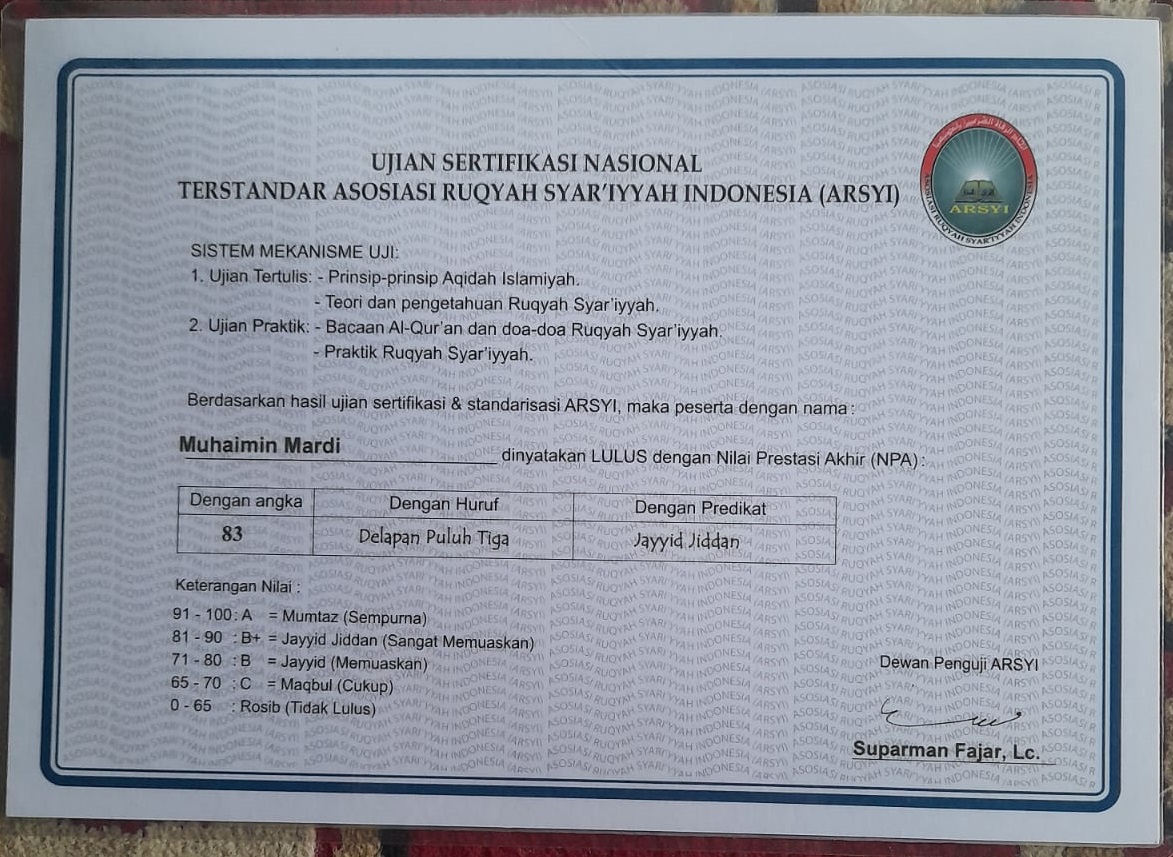 UJIAN SERTIFIKASI NASIONAL
TERSTANDAR ASOSIASI RUQYAH SYAR'IYYAH INDONESIA (ARSYI)
ARSYI
ASOSIASI RUQYAH SYAR'IYYAH INDONESIA
SISTEM MEKANISME UJI:
1. Ujian Tertulis: - Prinsip-prinsip Aqidah Islamiyah.
- Teori dan pengetahuan Ruqyah Syar'iyyah.
2. Ujian Praktik: - Bacaan Al-Qur'an dan doa-doa Ruqyah Syar'iyyah.
- Praktik Ruqyah Syar'iyyah.
Berdasarkan hasil ujian sertifikasi & standarisasi ARSYI, maka peserta dengan nama :
Muhaimin Mardi dinyatakan LULUS dengan Nilai Prestasi Akhir (NPA) :
Dengan angka Dengan Huruf Dengan Predikat
83 Delapan Puluh Tiga Jayyid Jiddan
Keterangan Nilai :
91 - 100 : A = Mumtaz (Sempurna)
81 - 90 : B+ = Jayyid Jiddan (Sangat Memuaskan)
71 - 80 : B = Jayyid (Memuaskan)
65 - 70 : C = Maqbul (Cukup)
0 - 65 : Rosib (Tidak Lulus)
Dewan Penguji ARSYI
Suparman Fajar, Lc.